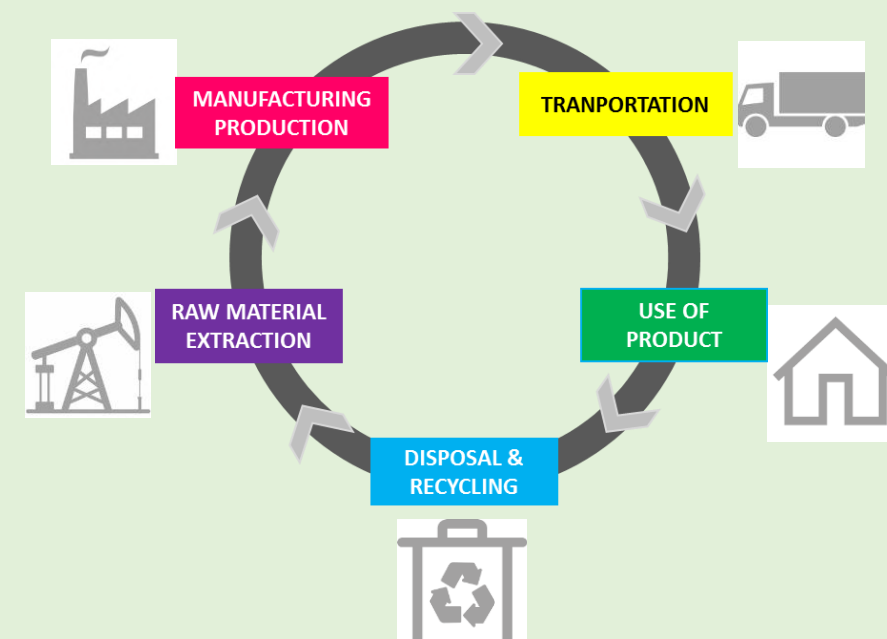 MANUFACTURING
PRODUCTION
TRANPORTATION
RAW MATERIAL
EXTRACTION
USE OF
PRODUCT
DISPOSAL &
RECYCLING